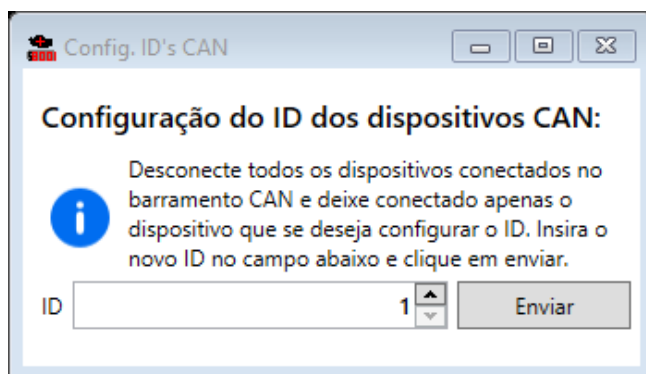 Config. ID's CAN
Configuração do ID dos dispositivos CAN:
Desconecte todos os dispositivos conectados no
barramento CAN e deixe conectado apenas o
dispositivo que se deseja configurar o ID. Insira o
novo ID no campo abaixo e clique em enviar.
ID 1 Enviar